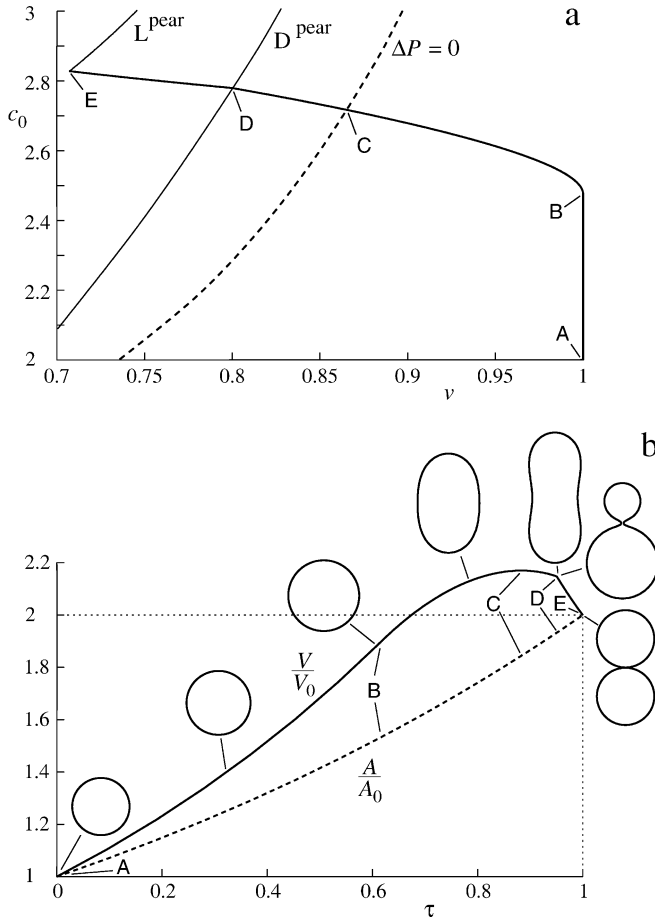 a
3
2.8
2.6
2.4
2.2
2
c₀
L^pear
D^pear
ΔP = 0
E
D
C
B
A
0.7
0.75
0.8
0.85
0.9
0.95
1
v
b
2.2
2
1.8
1.6
1.4
1.2
1
V/V₀
A/A₀
A
B
C
D
E
0
0.2
0.4
0.6
0.8
1
τ